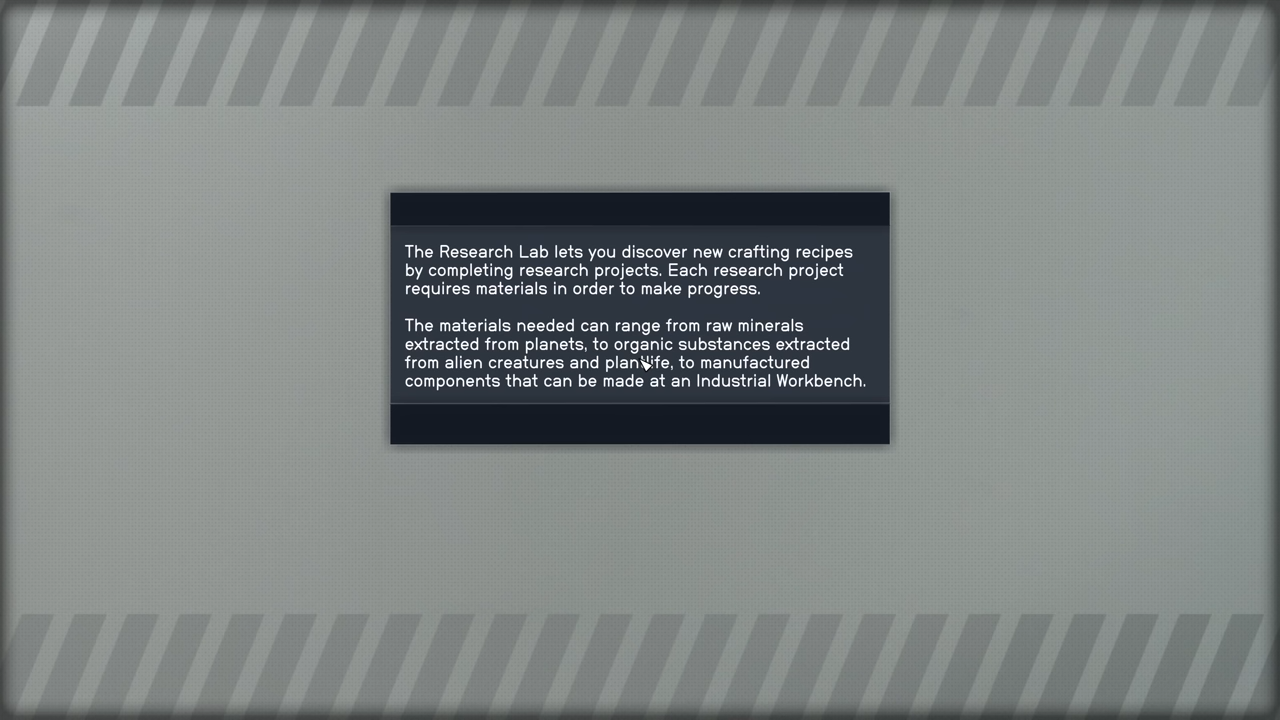 The Research Lab lets you discover new crafting recipes
by completing research projects. Each research project
requires materials in order to make progress.
The materials needed can range from raw minerals
extracted from planets, to organic substances extracted
from alien creatures and plant life, to manufactured
components that can be made at an Industrial Workbench.